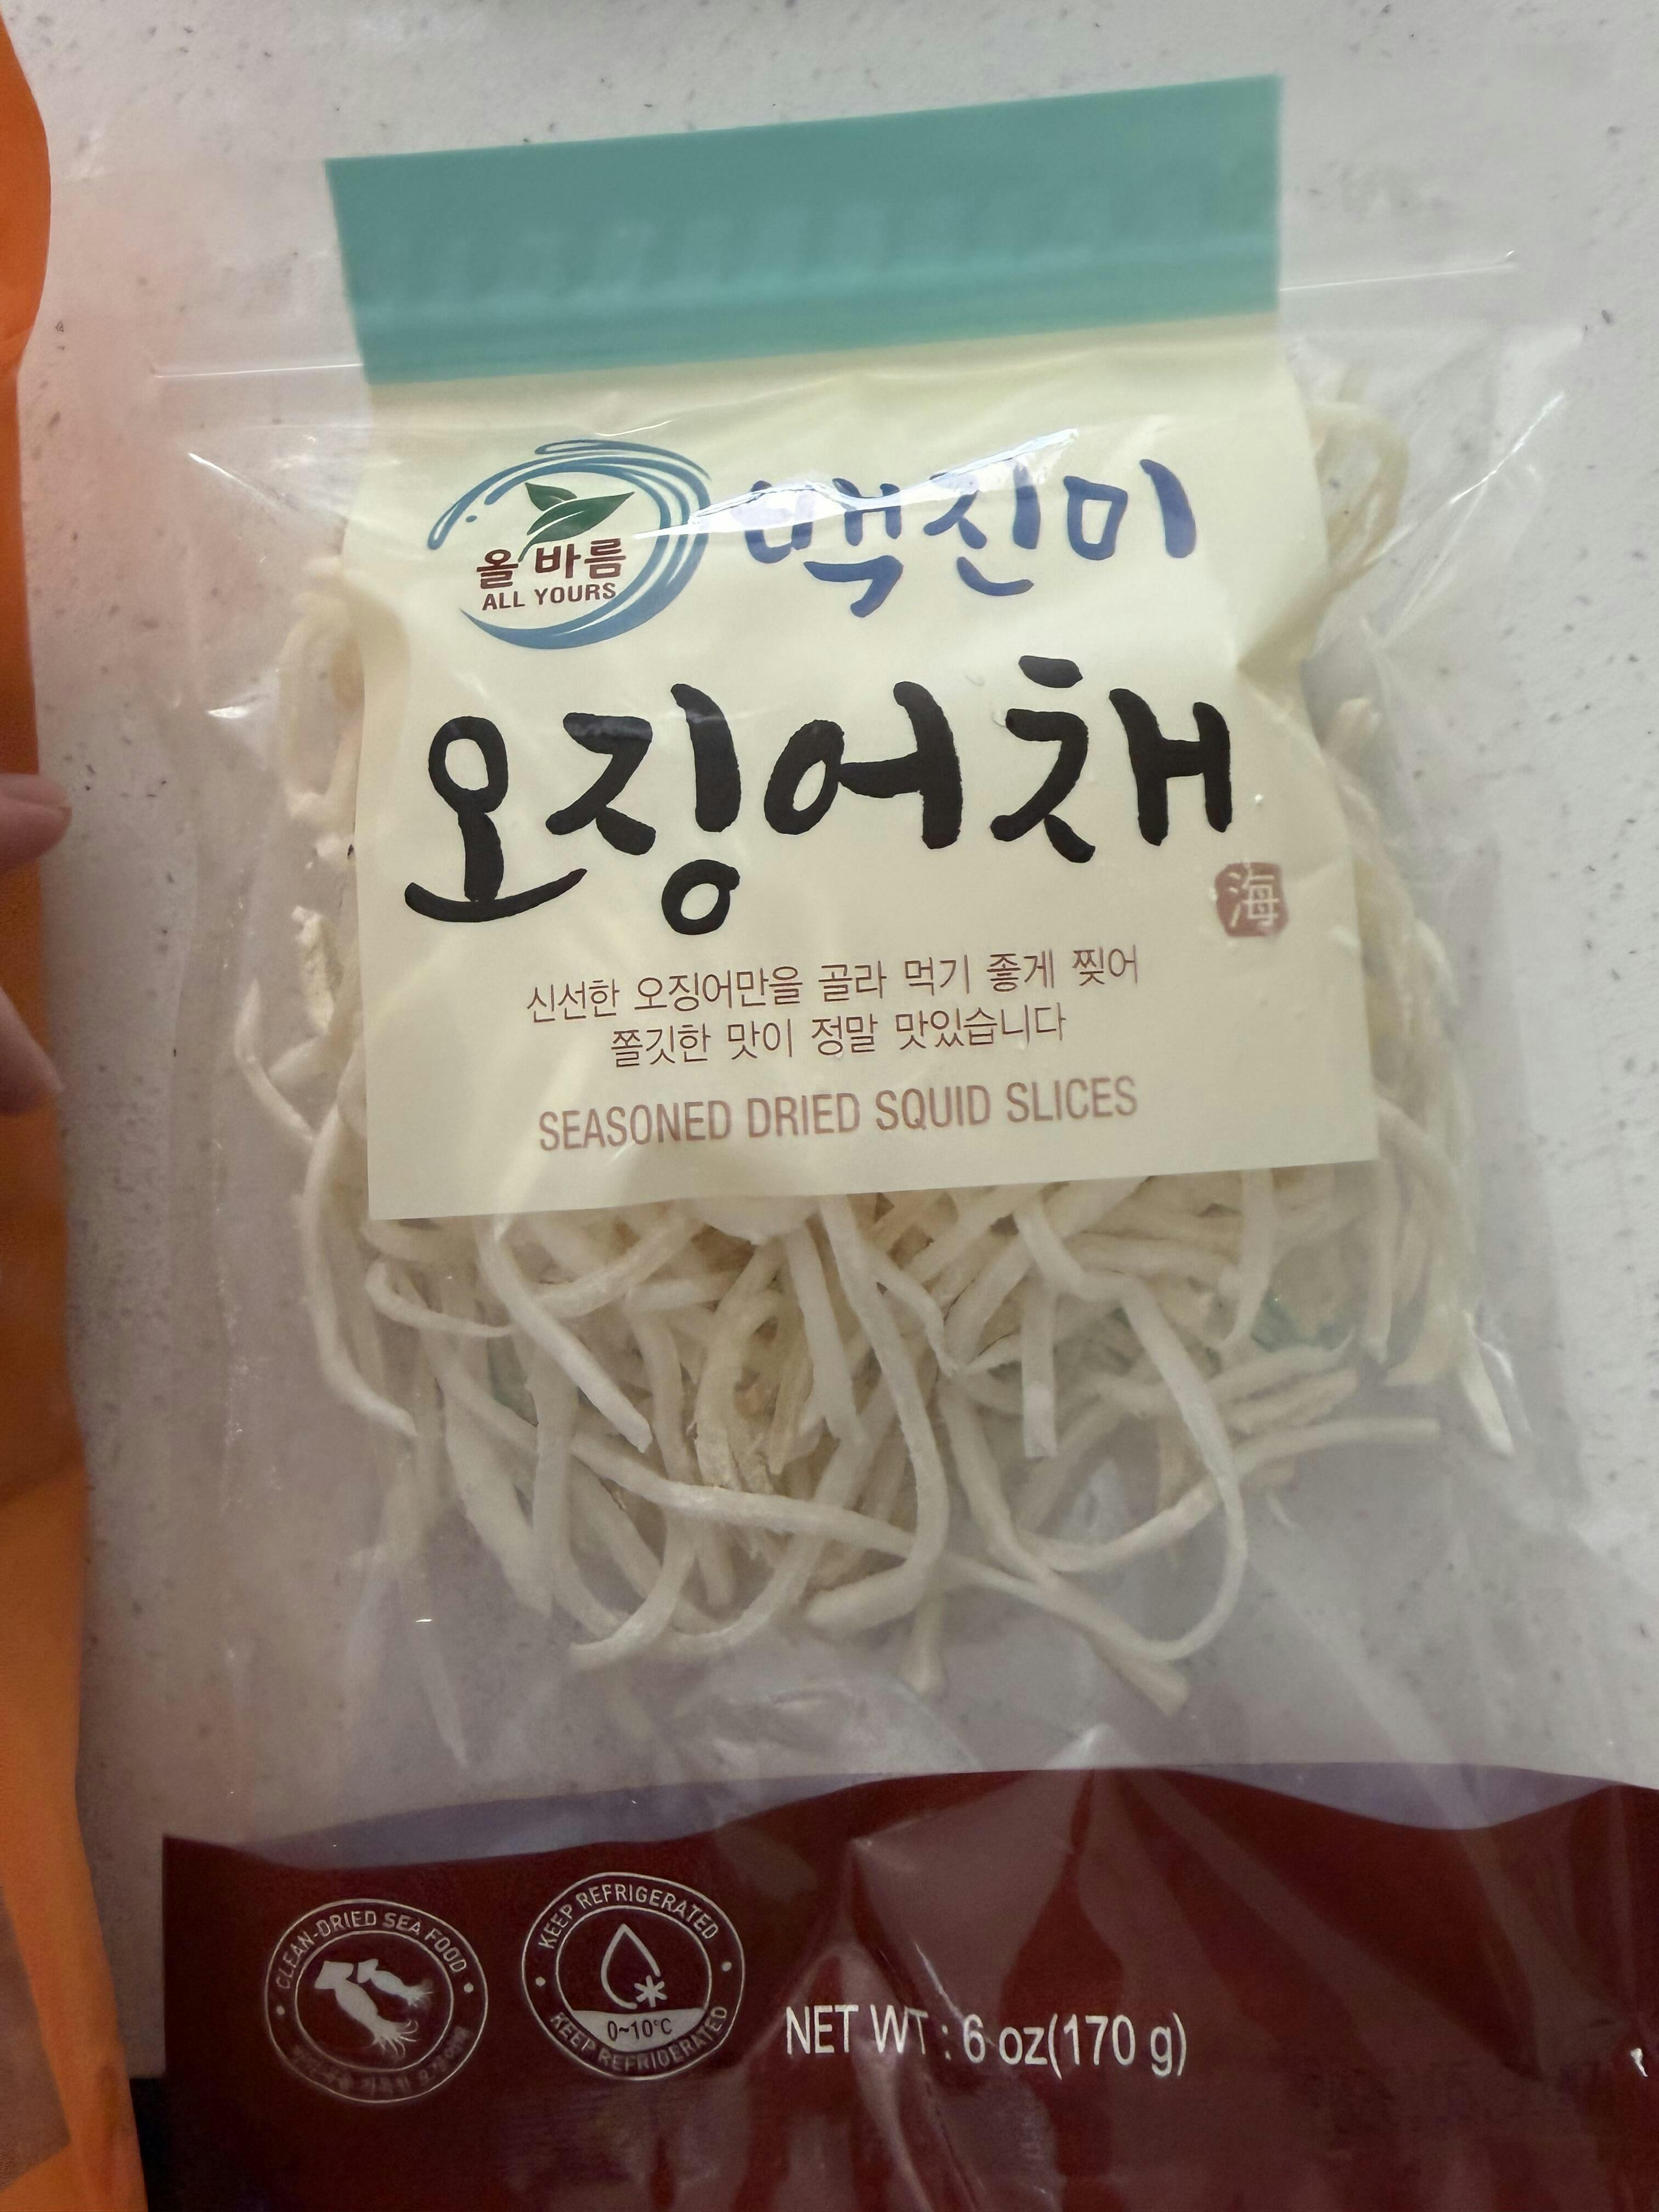 올바름
ALL YOURS
백진미
오징어채
海
신선한 오징어만을 골라 먹기 좋게 찢어
쫄깃한 맛이 정말 맛있습니다
SEASONED DRIED SQUID SLICES
CLEAN-DRIED SEA FOOD
KEEP REFRIGERATED
0~10°C
KEEP REFRIGERATED
NET WT : 6 oz(170 g)